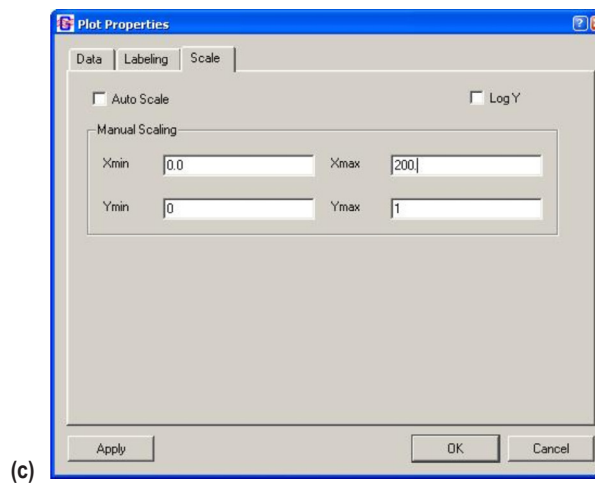 Plot Properties
Data Labeling Scale
Auto Scale Log Y
Manual Scaling
Xmin 0.0 Xmax 200.
Ymin 0 Ymax 1
Apply OK Cancel
(c)